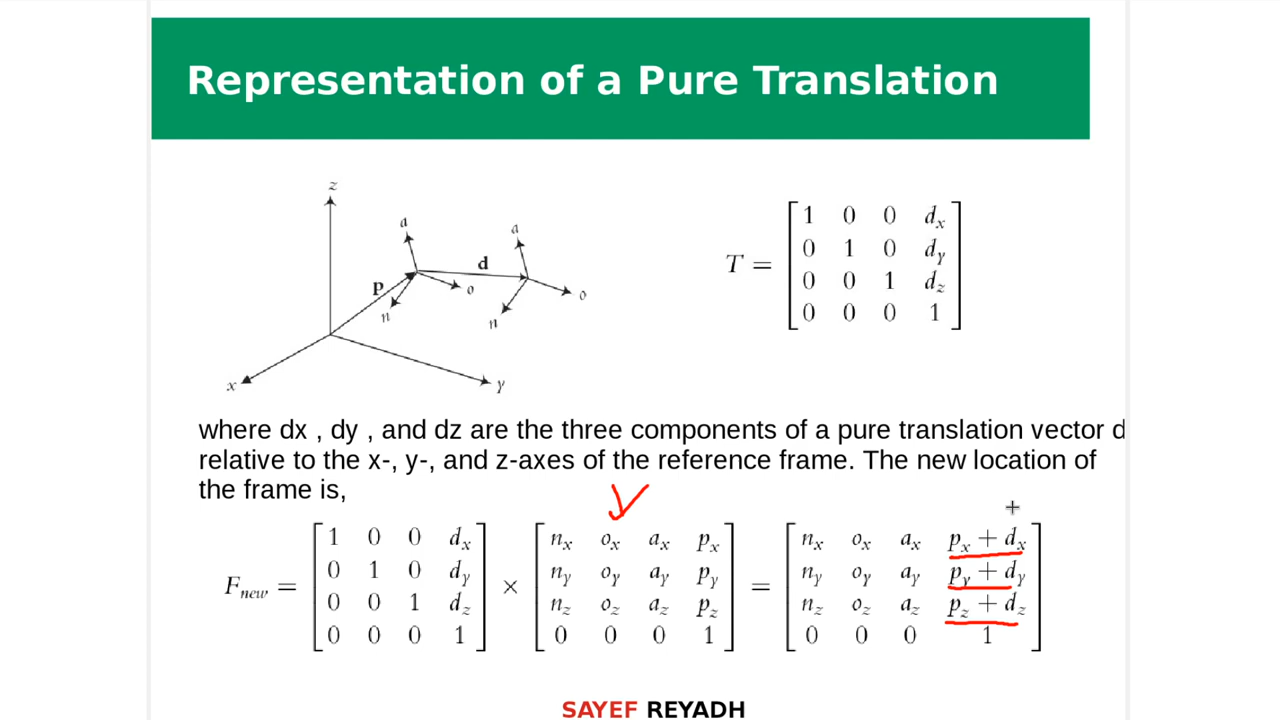 Representation of a Pure Translation
z
a
a
d
p
o
o
n
n
x
y
T =
1 0 0 dx
0 1 0 dy
0 0 1 dz
0 0 0 1
where dx , dy , and dz are the three components of a pure translation vector d
relative to the x-, y-, and z-axes of the reference frame. The new location of
the frame is,
Fnew =
1 0 0 dx
0 1 0 dy
0 0 1 dz
0 0 0 1
×
nx ox ax px
ny oy ay py
nz oz az pz
0 0 0 1
=
nx ox ax px + dx
ny oy ay py + dy
nz oz az pz + dz
0 0 0 1
SAYEF REYADH